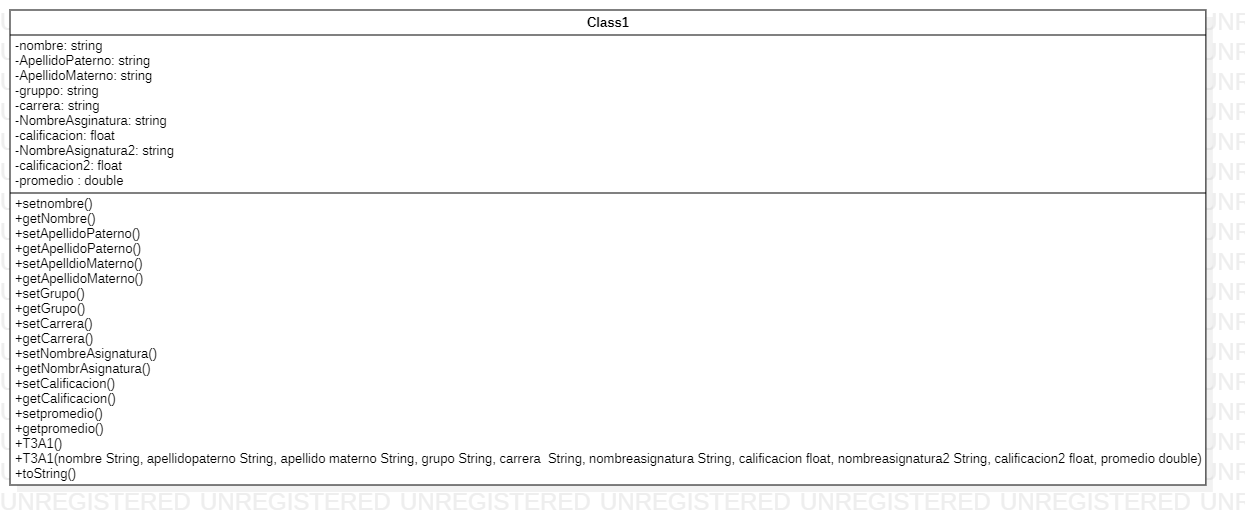 Class1
-nombre: string
-ApellidoPaterno: string
-ApellidoMaterno: string
-gruppo: string
-carrera: string
-NombreAsginatura: string
-calificacion: float
-NombreAsignatura2: string
-calificacion2: float
-promedio : double
+setnombre()
+getNombre()
+setApellidoPaterno()
+getApellidoPaterno()
+setApelldioMaterno()
+getApellidoMaterno()
+setGrupo()
+getGrupo()
+setCarrera()
+getCarrera()
+setNombreAsignatura()
+getNombrAsignatura()
+setCalificacion()
+getCalificacion()
+setpromedio()
+getpromedio()
+T3A1()
+T3A1(nombre String, apellidopaterno String, apellido materno String, grupo String, carrera  String, nombreasignatura String, calificacion float, nombreasignatura2 String, calificacion2 float, promedio double)
+toString()
UNREGISTERED UNREGISTERED UNREGISTERED UNREGISTERED UNREGISTERED UNREGISTERED UNR